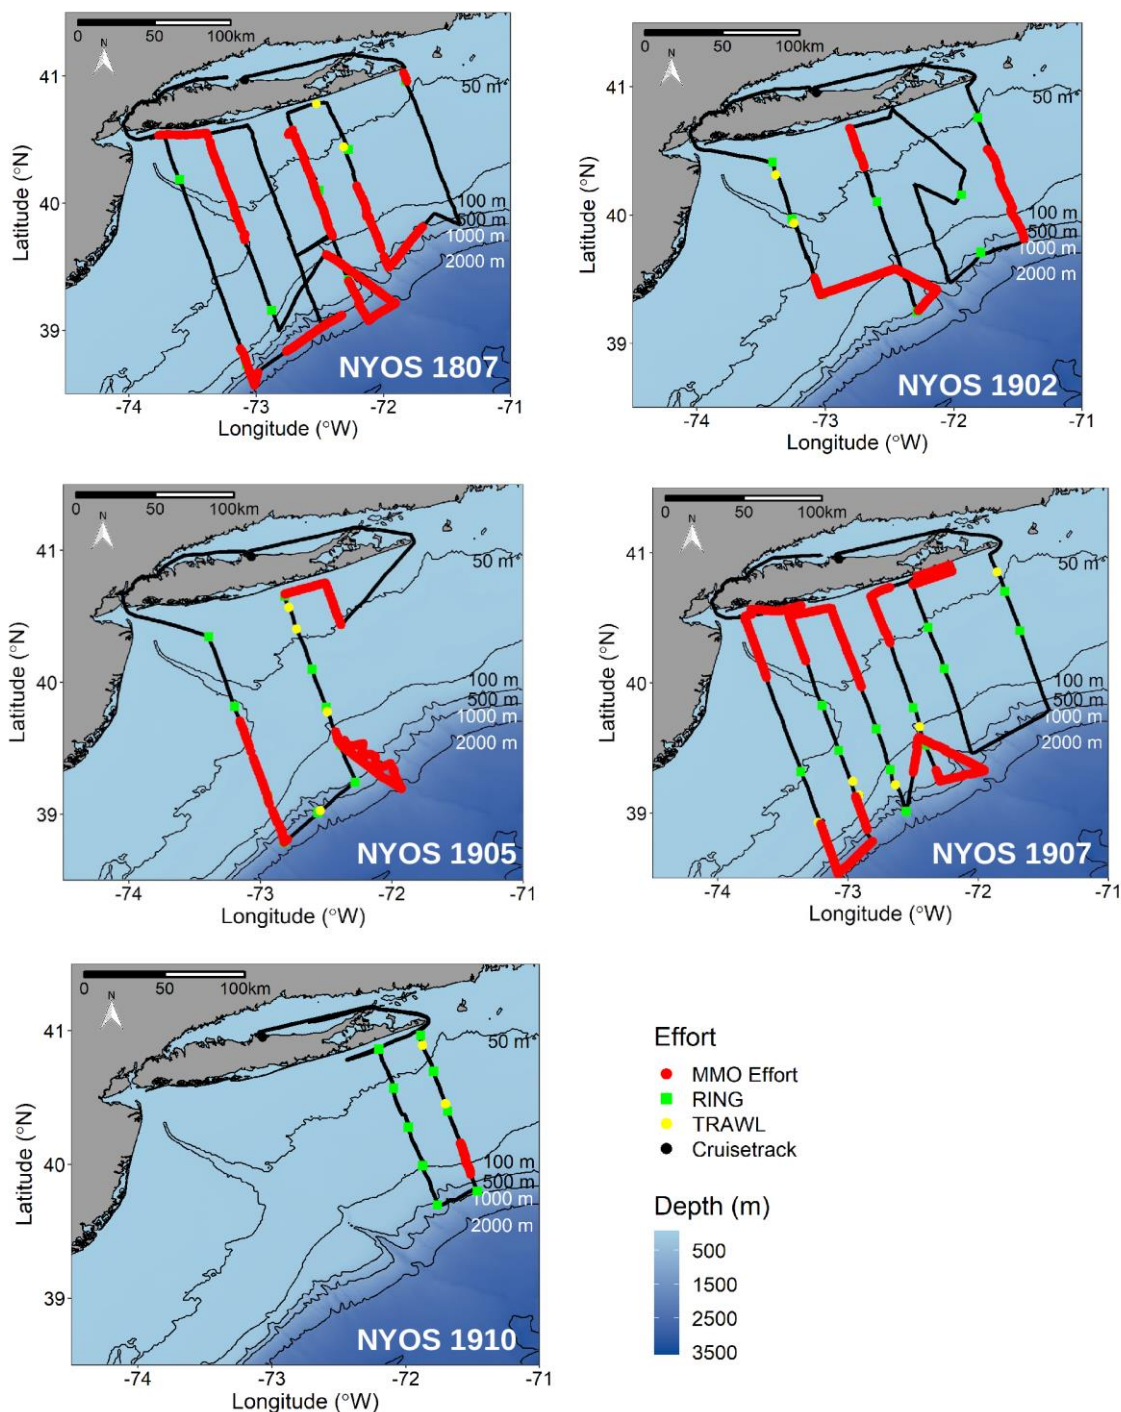 0 50 100km
N
41
40
39
Latitude (°N)
50 m
100 m
500 m
1000 m
2000 m
NYOS 1807
-74 -73 -72 -71
Longitude (°W)
0 50 100km
N
41
40
39
Latitude (°N)
50 m
100 m
500 m
1000 m
2000 m
NYOS 1902
-74 -73 -72 -71
Longitude (°W)
0 50 100km
N
41
40
39
Latitude (°N)
50 m
100 m
500 m
1000 m
2000 m
NYOS 1905
-74 -73 -72 -71
Longitude (°W)
0 50 100km
N
41
40
39
Latitude (°N)
50 m
100 m
500 m
1000 m
2000 m
NYOS 1907
-74 -73 -72 -71
Longitude (°W)
0 50 100km
N
41
40
39
Latitude (°N)
50 m
100 m
500 m
1000 m
2000 m
NYOS 1910
-74 -73 -72 -71
Longitude (°W)
Effort
MMO Effort
RING
TRAWL
Cruisetrack
Depth (m)
500
1500
2500
3500